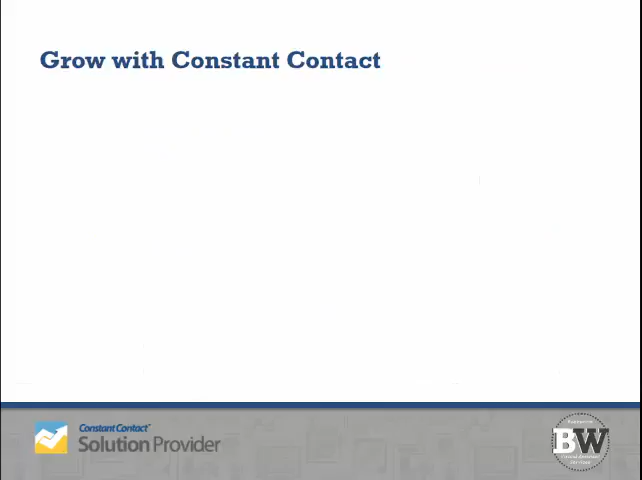 Grow with Constant Contact
Constant Contact
Solution Provider
BW